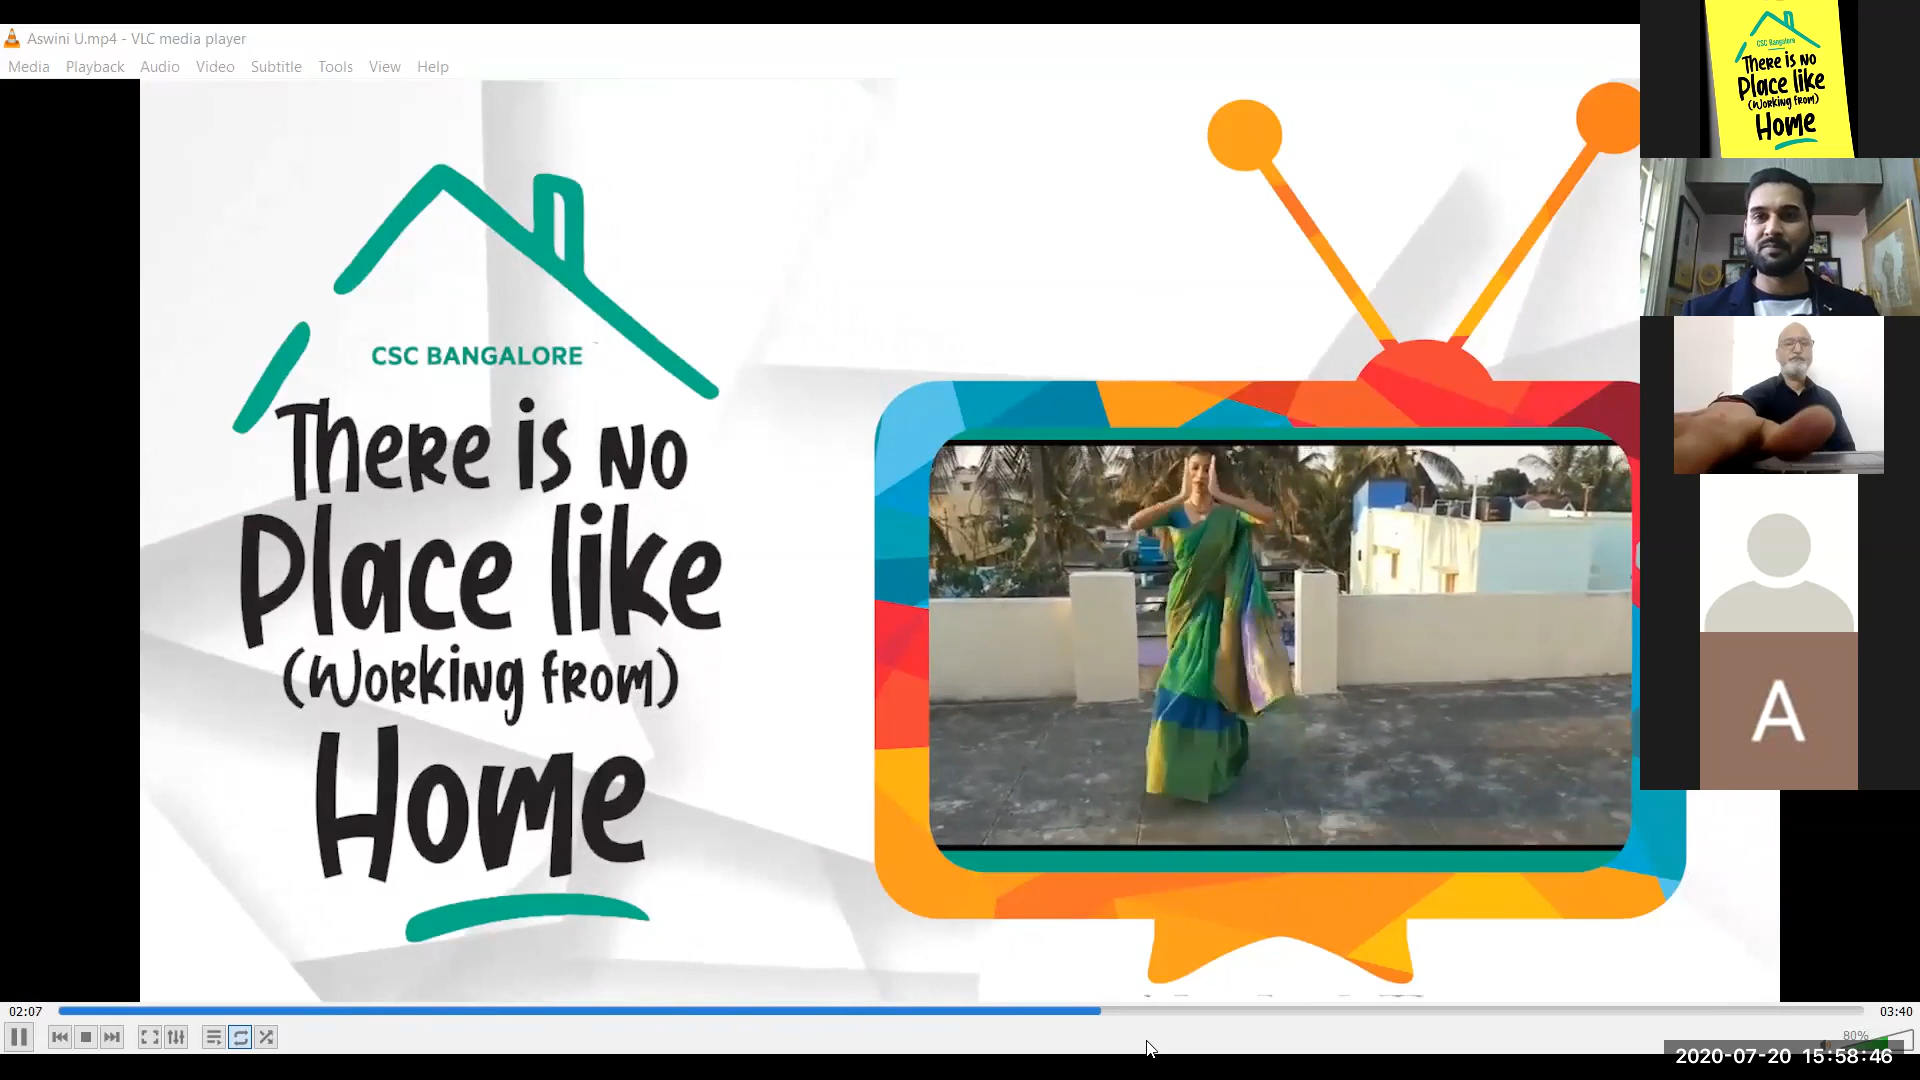 Aswini U.mp4 - VLC media player
Media Playback Audio Video Subtitle Tools View Help
CSC BANGALORE
There is no
Place like
(Working from)
Home
CSC Bangalore
There is no
Place like
(Working from)
Home
A
02:07
03:40
80%
2020-07-20 15:58:46